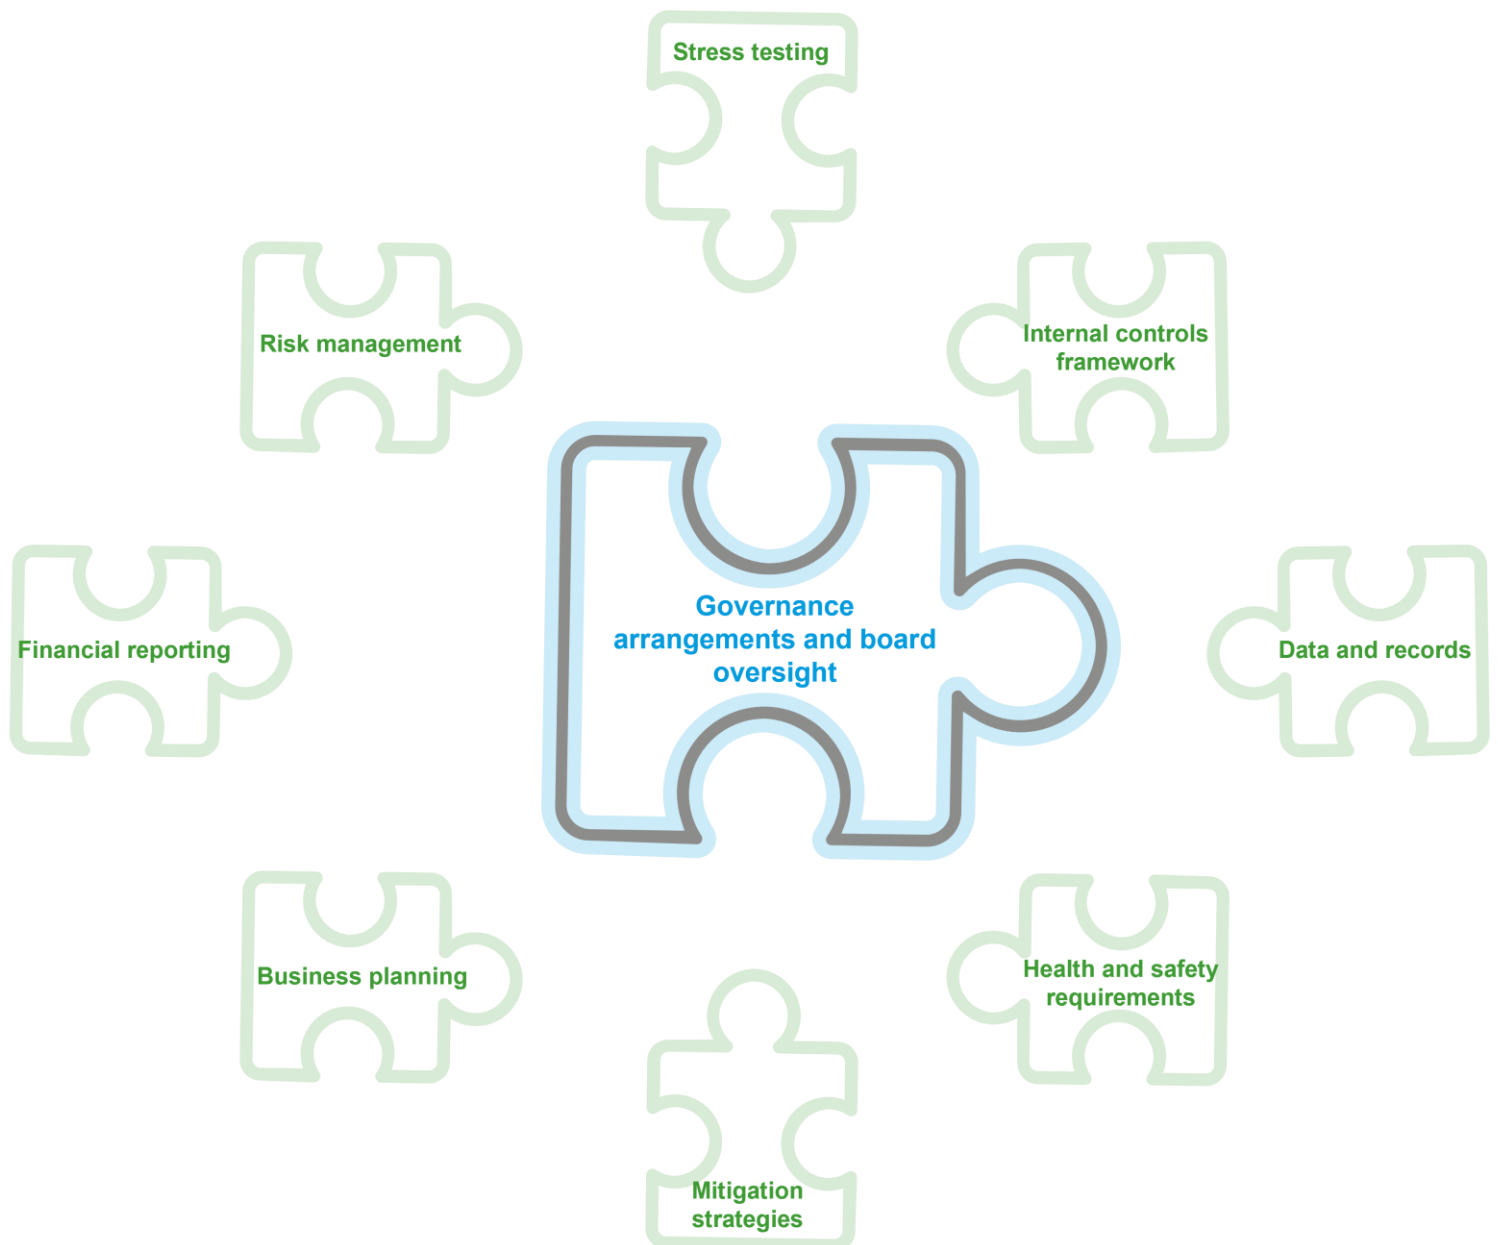 Stress testing
Risk management
Internal controls
framework
Governance
arrangements and board
oversight
Financial reporting
Data and records
Business planning
Health and safety
requirements
Mitigation
strategies